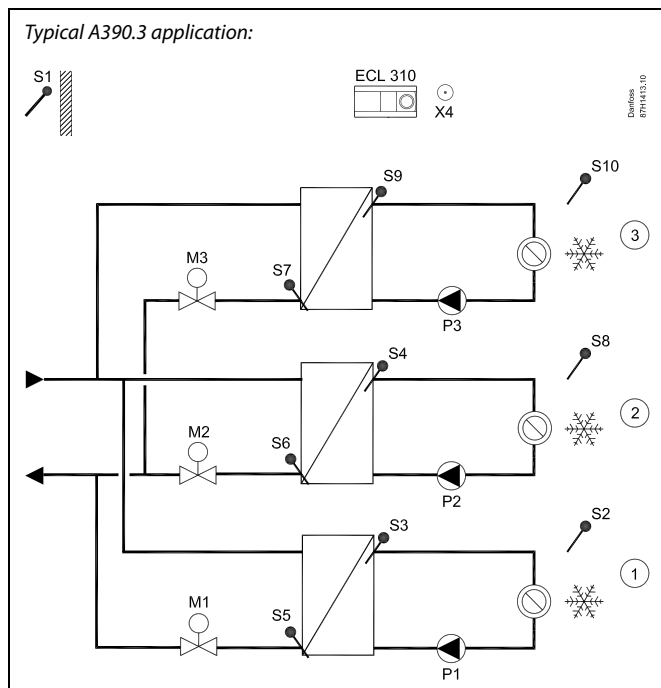 Typical A390.3 application:
S1
ECL 310
X4
Danfoss
87H1413.10
S9
S10
3
M3
S7
P3
S4
S8
M2
S6
2
P2
S3
S2
M1
S5
1
P1